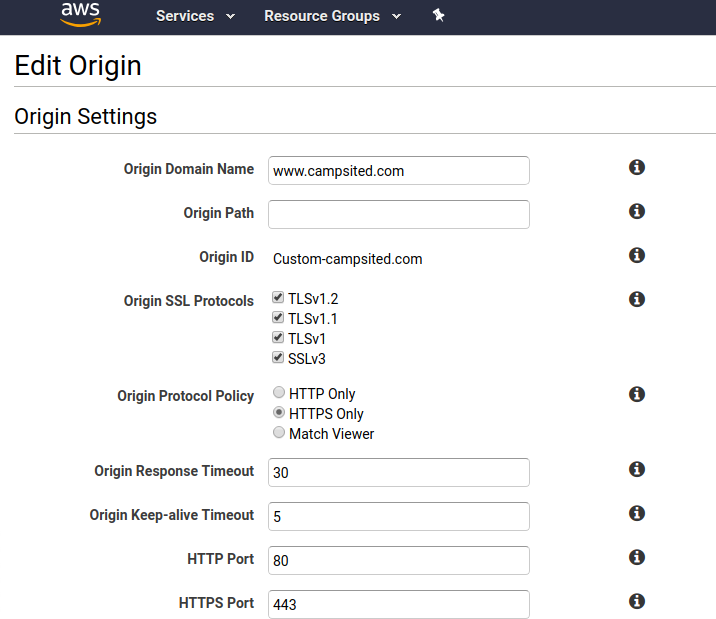 aws
Services
Resource Groups
Edit Origin
Origin Settings
Origin Domain Name www.campsited.com
Origin Path
Origin ID Custom-campsited.com
Origin SSL Protocols TLSv1.2
TLSv1.1
TLSv1
SSLv3
Origin Protocol Policy HTTP Only
HTTPS Only
Match Viewer
Origin Response Timeout 30
Origin Keep-alive Timeout 5
HTTP Port 80
HTTPS Port 443